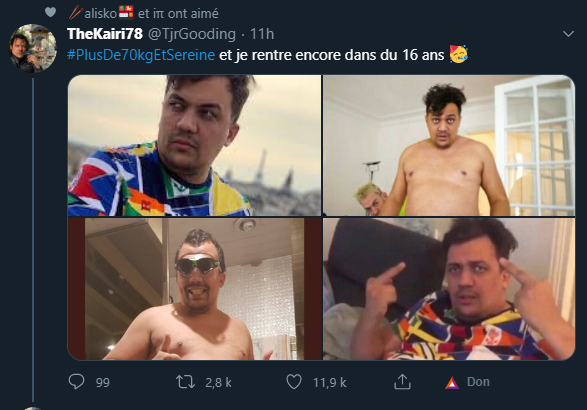 alisko et iπ ont aimé
TheKairi78 @TjrGooding · 11h
#PlusDe70kgEtSereine et je rentre encore dans du 16 ans
99 2,8 k 11,9 k Don